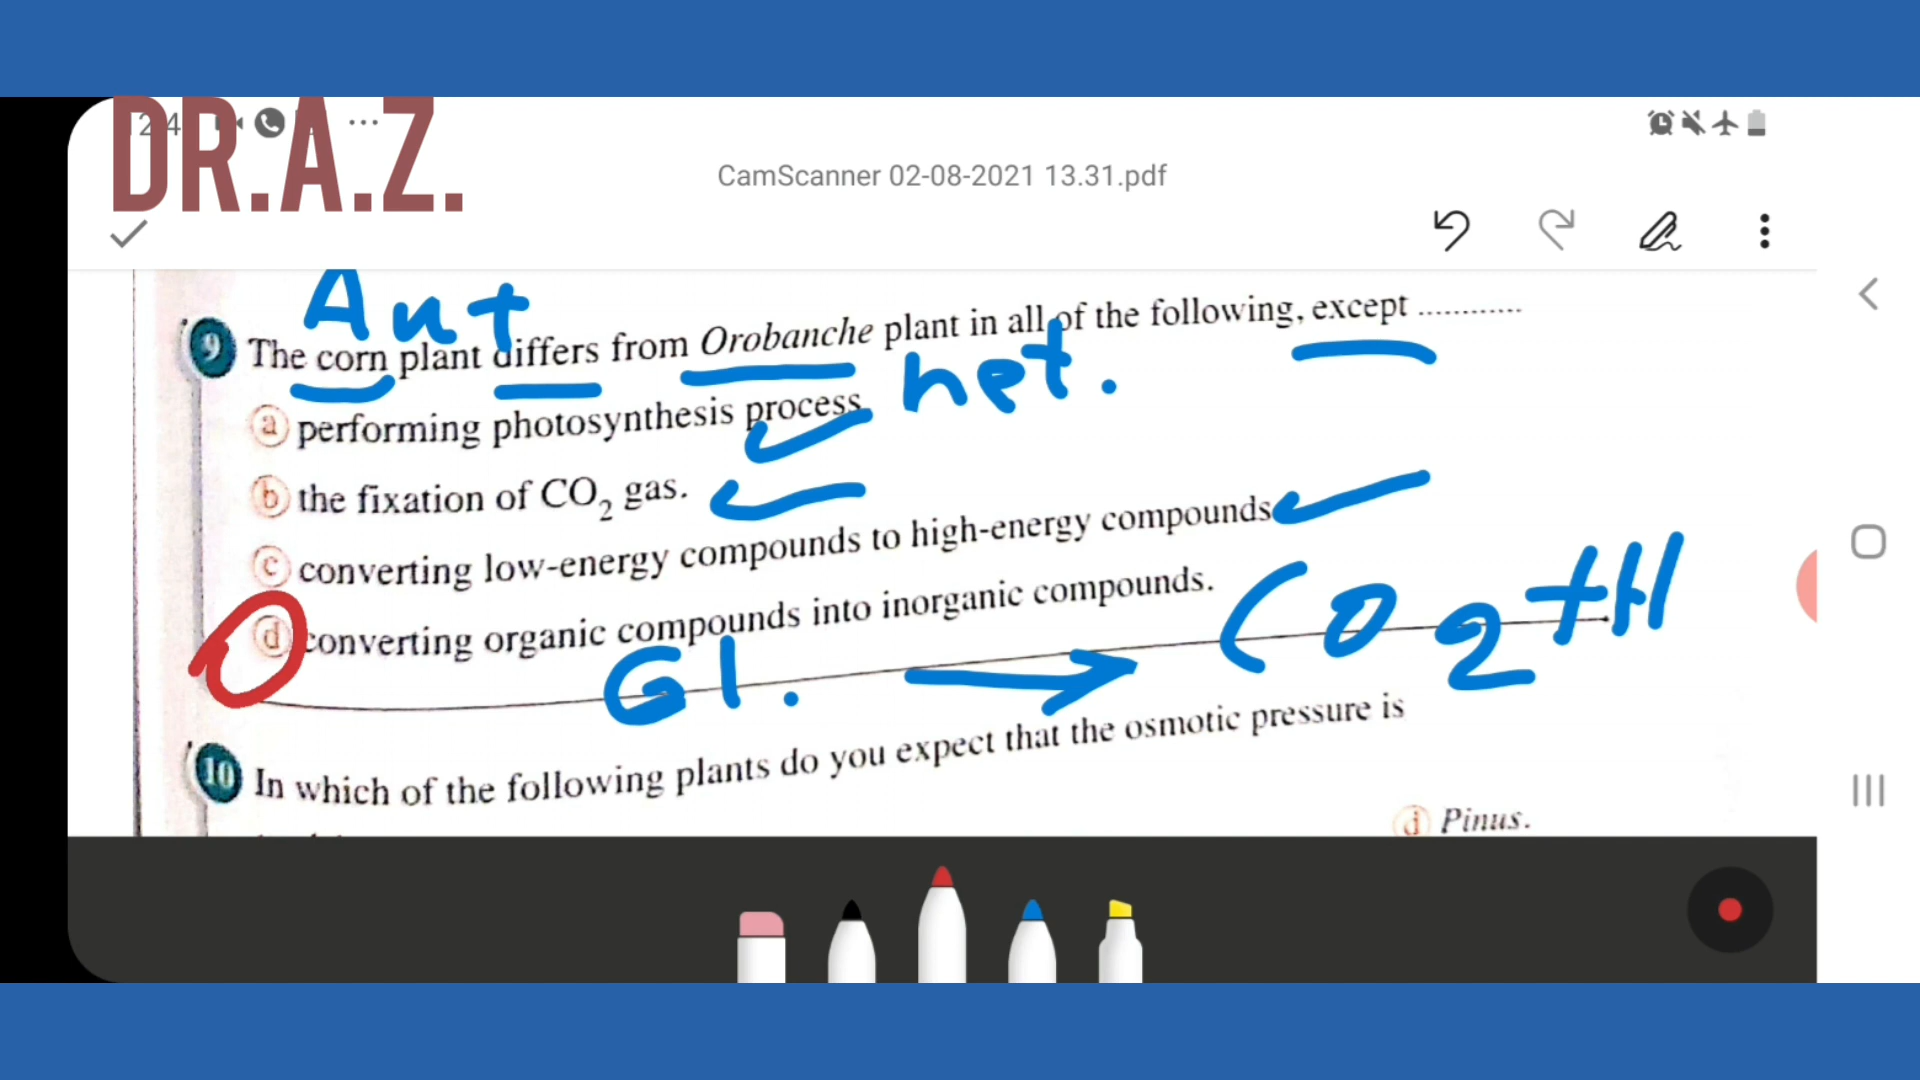 DR.A.Z.
CamScanner 02-08-2021 13.31.pdf
Aut
9 The corn plant differs from Orobanche plant in all of the following, except ............
het.
a performing photosynthesis process.
b the fixation of CO2 gas.
c converting low-energy compounds to high-energy compounds
d converting organic compounds into inorganic compounds.
Gl. → CO2 + H
10 In which of the following plants do you expect that the osmotic pressure is
d Pinus.